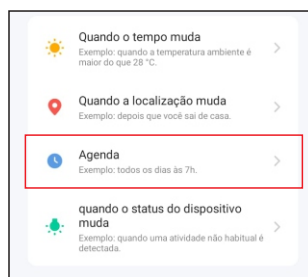 Quando o tempo muda
Exemplo: quando a temperatura ambiente é
maior do que 28 °C.
Quando a localização muda
Exemplo: depois que você sai de casa.
Agenda
Exemplo: todos os dias às 7h.
quando o status do dispositivo
muda
Exemplo: quando uma atividade não habitual é
detectada.